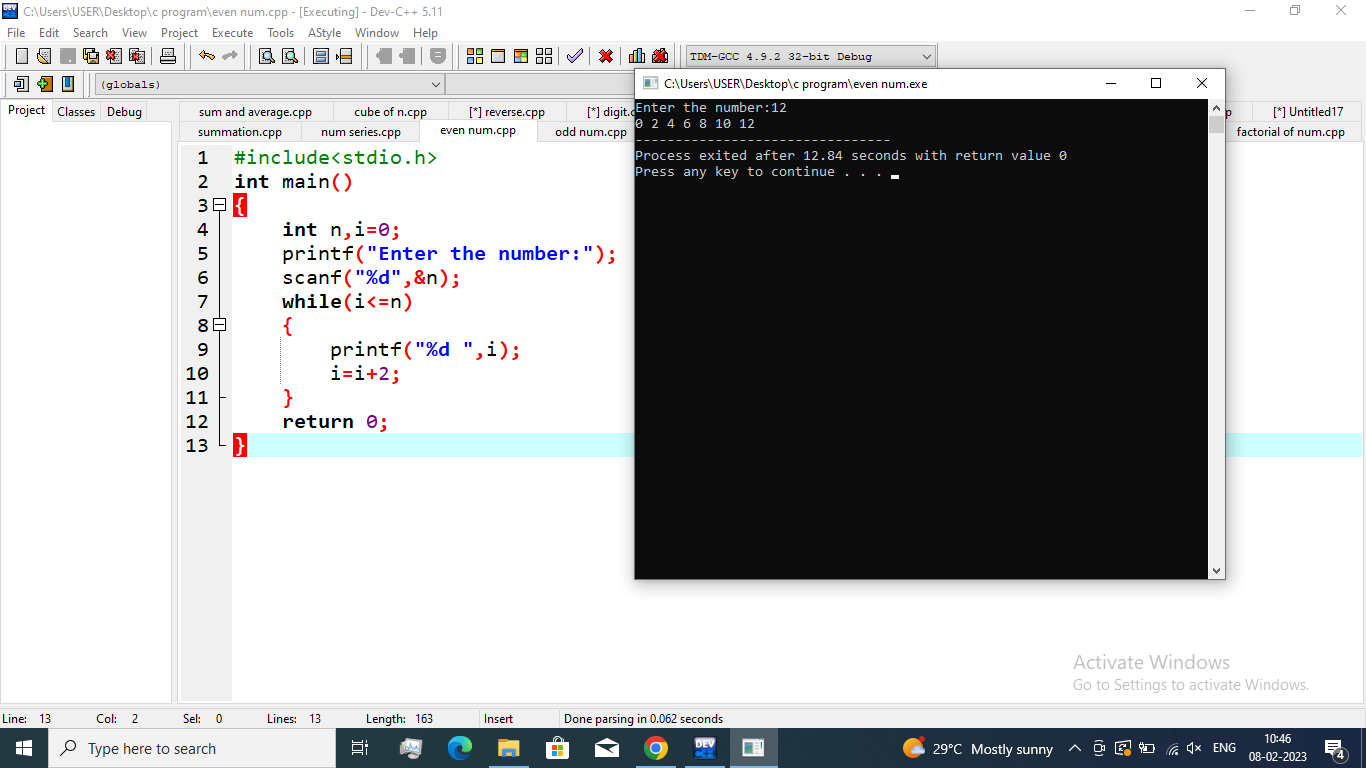 C:\Users\USER\Desktop\c program\even num.cpp - [Executing] - Dev-C++ 5.11
File Edit Search View Project Execute Tools AStyle Window Help
TDM-GCC 4.9.2 32-bit Debug
(globals)
Project Classes Debug
sum and average.cpp cube of n.cpp [*] reverse.cpp [*] digit.c [*] Untitled17
summation.cpp num series.cpp even num.cpp odd num.cpp factorial of num.cpp
1 #include<stdio.h>
2 int main()
3 {
4 int n,i=0;
5 printf("Enter the number:");
6 scanf("%d",&n);
7 while(i<=n)
8 {
9 printf("%d ",i);
10 i=i+2;
11 }
12 return 0;
13 }
C:\Users\USER\Desktop\c program\even num.exe
Enter the number:12
0 2 4 6 8 10 12
--------------------------------
Process exited after 12.84 seconds with return value 0
Press any key to continue . . .
Activate Windows
Go to Settings to activate Windows.
Line: 13 Col: 2 Sel: 0 Lines: 13 Length: 163 Insert Done parsing in 0.062 seconds
Type here to search
DEV
29°C Mostly sunny
ENG
10:46
08-02-2023
4